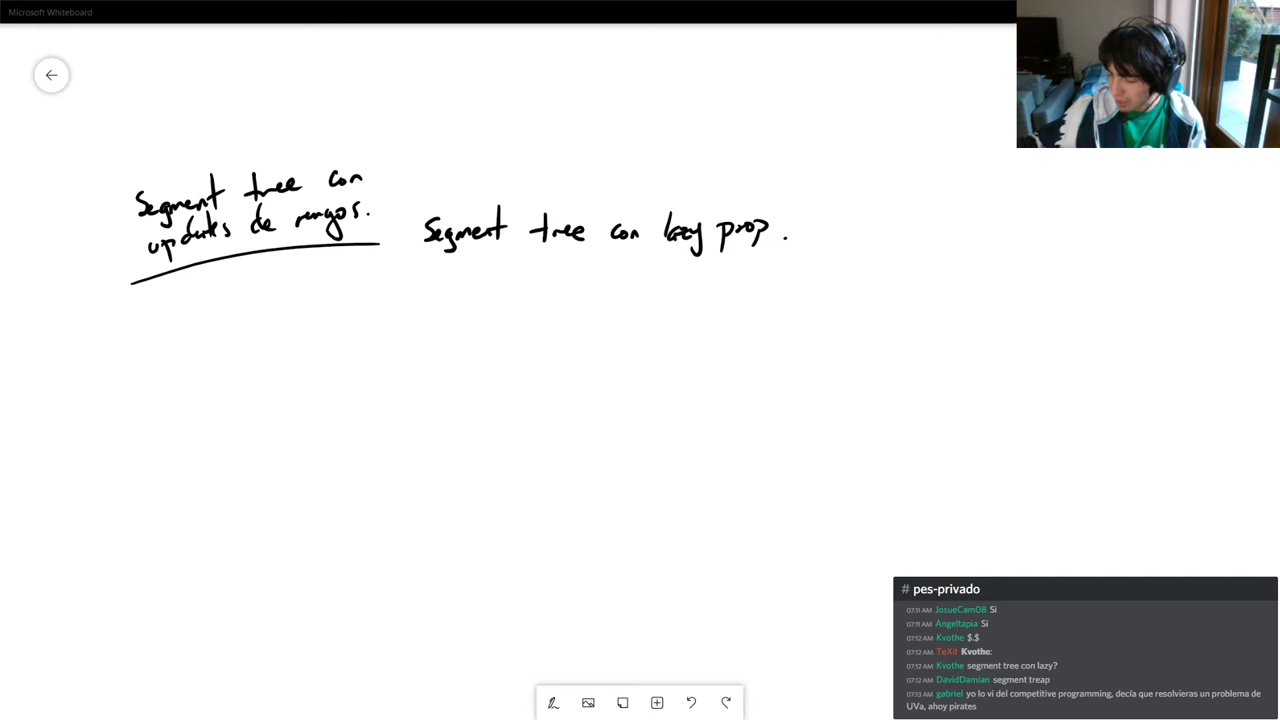 Microsoft Whiteboard
Segment tree con
updates de rangos.
Segment tree con lazy prop.
# pes-privado
07:11 AM JosueCam08 Si
07:11 AM Angeltapia Si
07:12 AM Kvothe $.$
07:12 AM TeXit Kvothe:
07:12 AM Kvothe segment tree con lazy?
07:12 AM DavidDamian segment treap
07:13 AM gabriel yo lo vi del competitive programming, decía que resolvieras un problema de
UVa, ahoy pirates